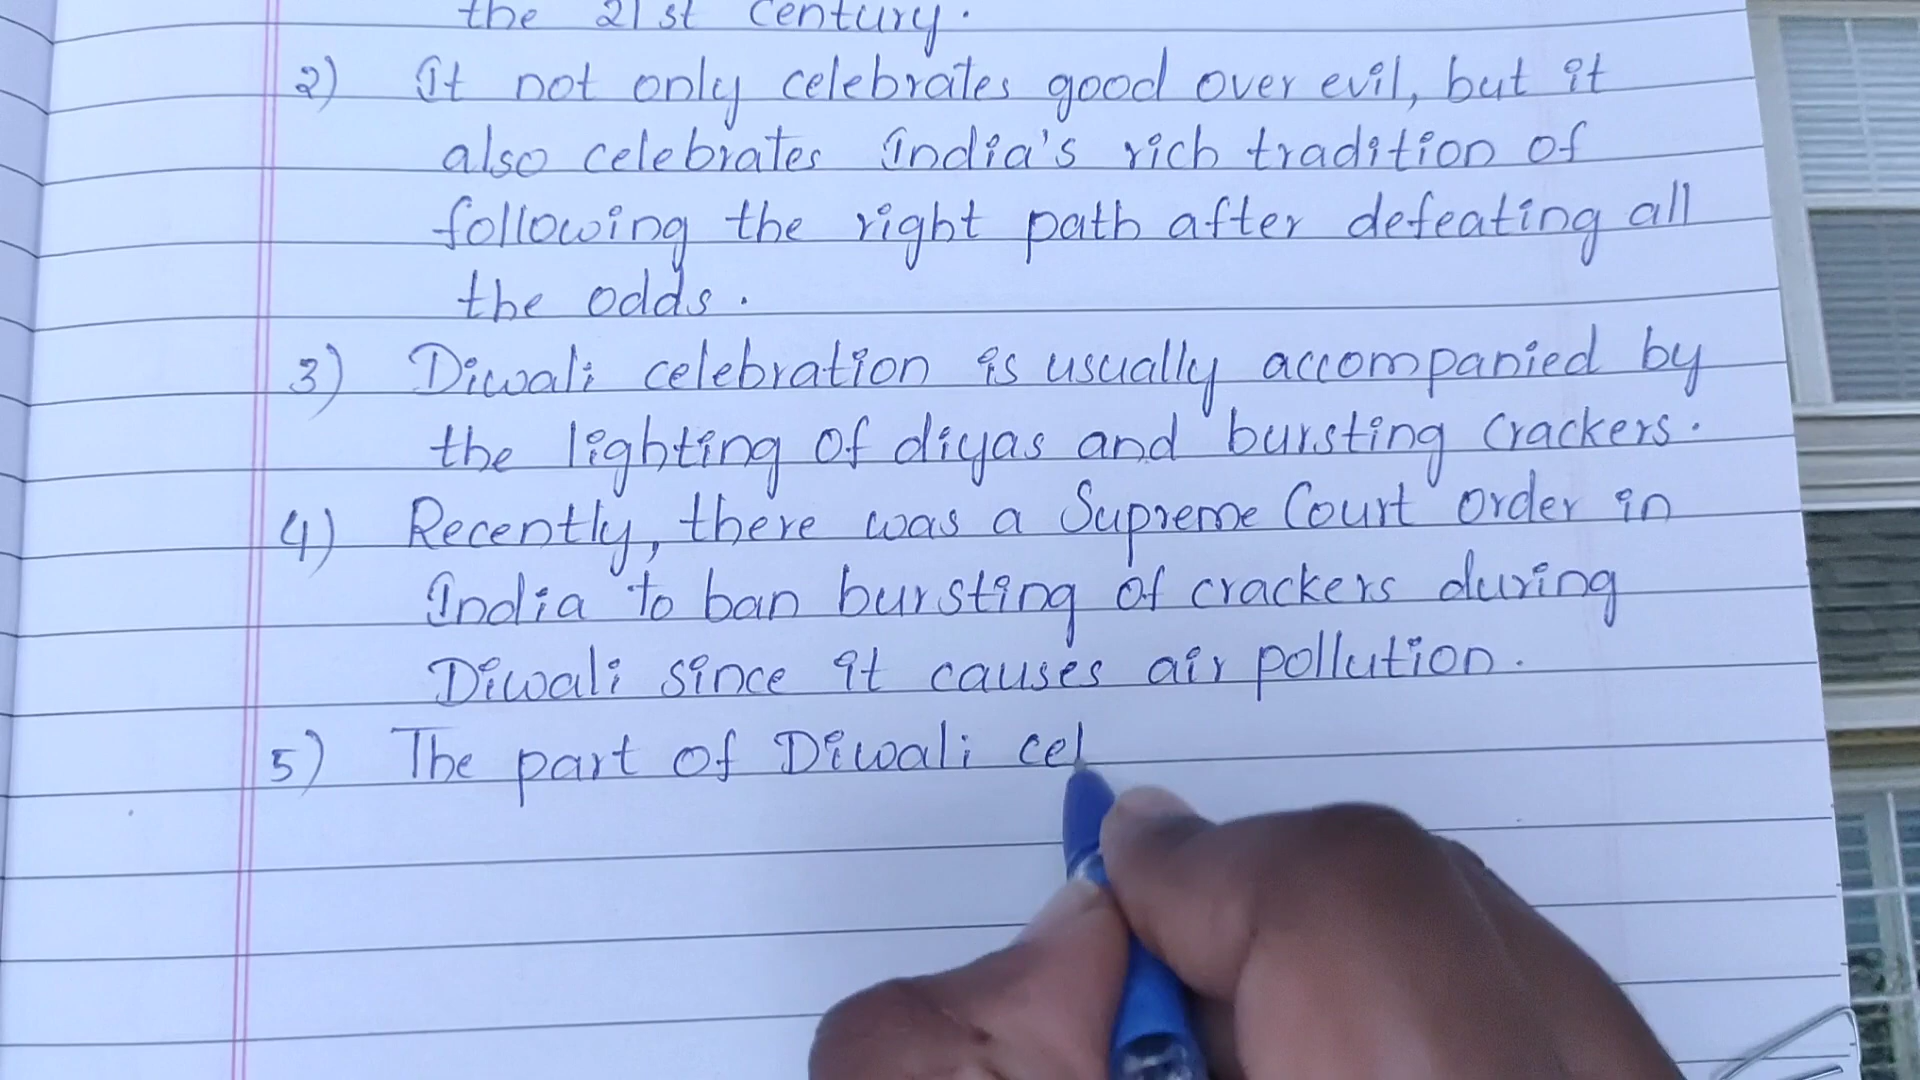 the 21st century.
2) It not only celebrates good over evil, but it
also celebrates India's rich tradition of
following the right path after defeating all
the odds.
3) Diwali celebration is usually accompanied by
the lighting of diyas and bursting crackers.
4) Recently, there was a Supreme Court order in
India to ban bursting of crackers during
Diwali since it causes air pollution.
5) The part of Diwali cel